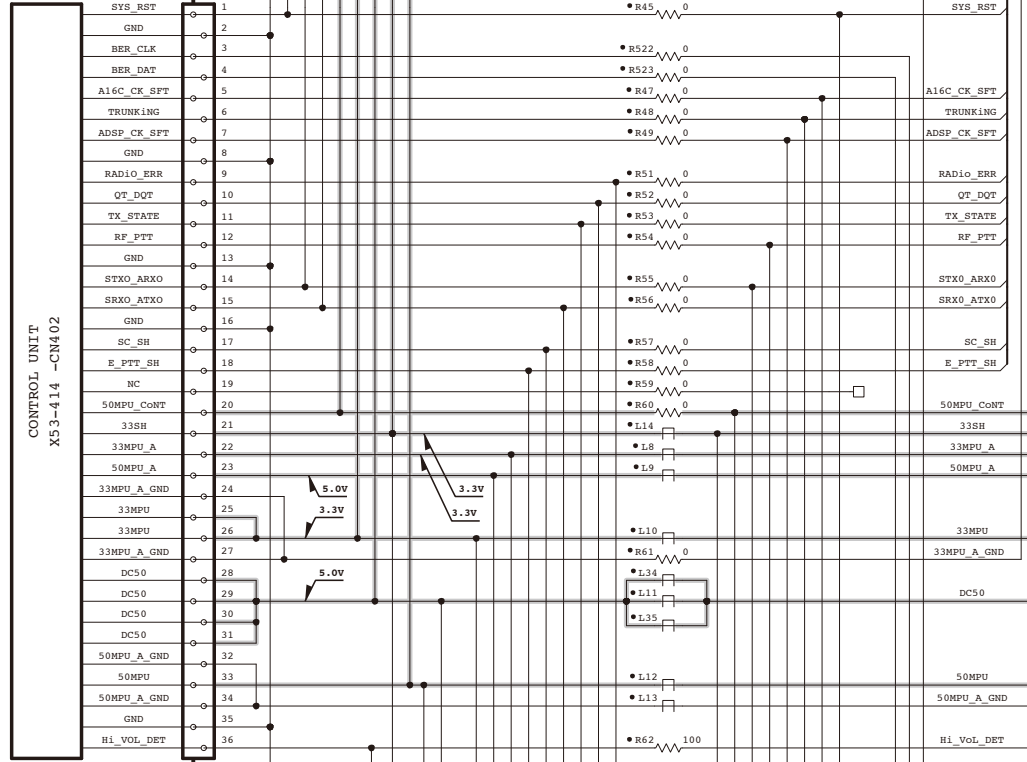 CONTROL UNIT
X53-414 -CN402
SYS_RST 1 R45 0 SYS_RST
GND 2
BER_CLK 3 R522 0
BER_DAT 4 R523 0
A16C_CK_SFT 5 R47 0 A16C_CK_SFT
TRUNKiNG 6 R48 0 TRUNKiNG
ADSP_CK_SFT 7 R49 0 ADSP_CK_SFT
GND 8
RADiO_ERR 9 R51 0 RADio_ERR
QT_DQT 10 R52 0 QT_DQT
TX_STATE 11 R53 0 TX_STATE
RF_PTT 12 R54 0 RF_PTT
GND 13
STXO_ARXO 14 R55 0 STX0_ARX0
SRXO_ATXO 15 R56 0 SRX0_ATX0
GND 16
SC_SH 17 R57 0 SC_SH
E_PTT_SH 18 R58 0 E_PTT_SH
NC 19 R59 0
50MPU_CoNT 20 R60 0 50MPU_CoNT
33SH 21 L14 33SH
33MPU_A 22 L8 33MPU_A
50MPU_A 23 L9 50MPU_A
33MPU_A_GND 24 5.0V 3.3V
33MPU 25 3.3V 3.3V
33MPU 26 L10 33MPU
33MPU_A_GND 27 R61 0 33MPU_A_GND
DC50 28 5.0V L34
DC50 29 L11 DC50
DC50 30 L35
DC50 31
50MPU_A_GND 32
50MPU 33 L12 50MPU
50MPU_A_GND 34 L13 50MPU_A_GND
GND 35
Hi_VOL_DET 36 R62 100 Hi_VoL_DET